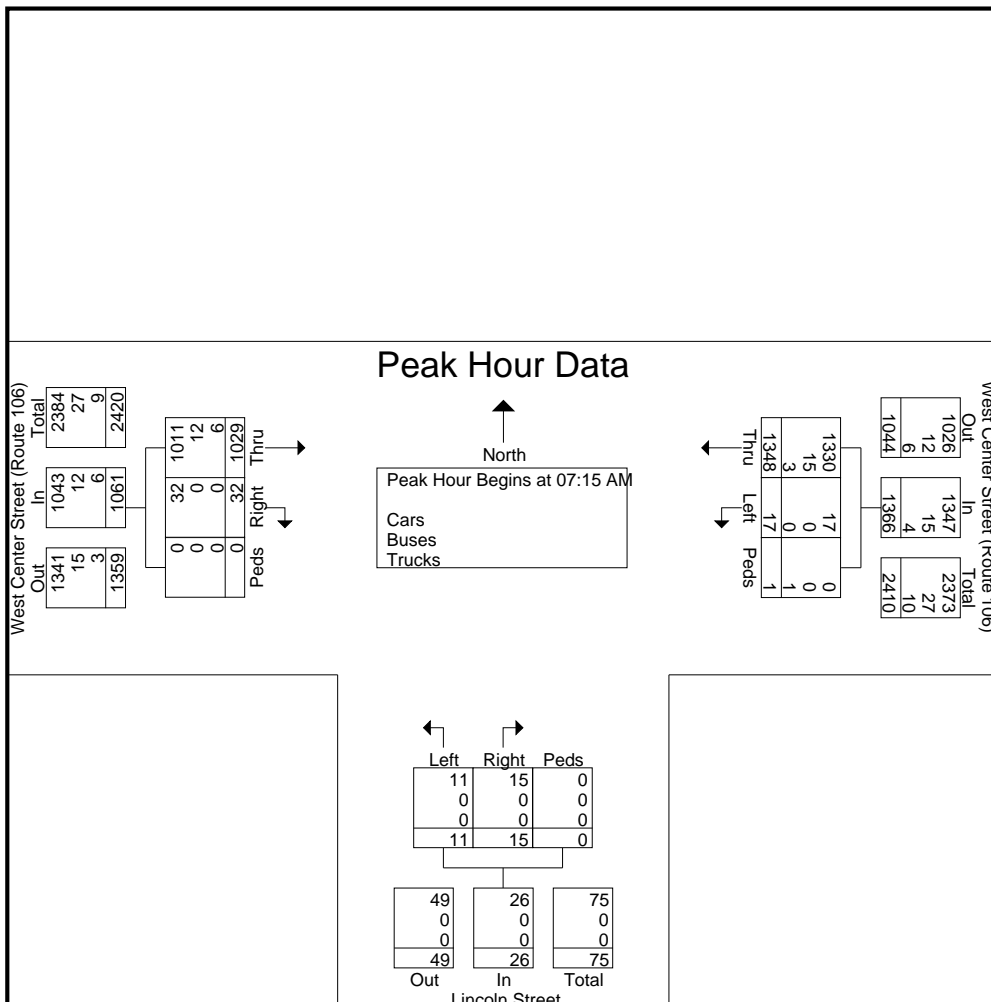 Peak Hour Data
North
Peak Hour Begins at 07:15 AM
Cars
Buses
Trucks
West Center Street (Route 106)
Total
2384
27
9
2420
In
1043
12
6
1061
Out
1341
15
3
1359
Thru
1011
12
6
1029
Right
32
0
0
32
Peds
0
0
0
0
West Center Street (Route 106)
Out
1026
12
6
1044
In
1347
15
4
1366
Total
2373
27
10
2410
Thru
1330
15
3
1348
Left
17
0
0
17
Peds
0
0
1
1
Left Right Peds
11 15 0
0 0 0
0 0 0
11 15 0
49 26 75
0 0 0
0 0 0
49 26 75
Out In Total
Lincoln Street